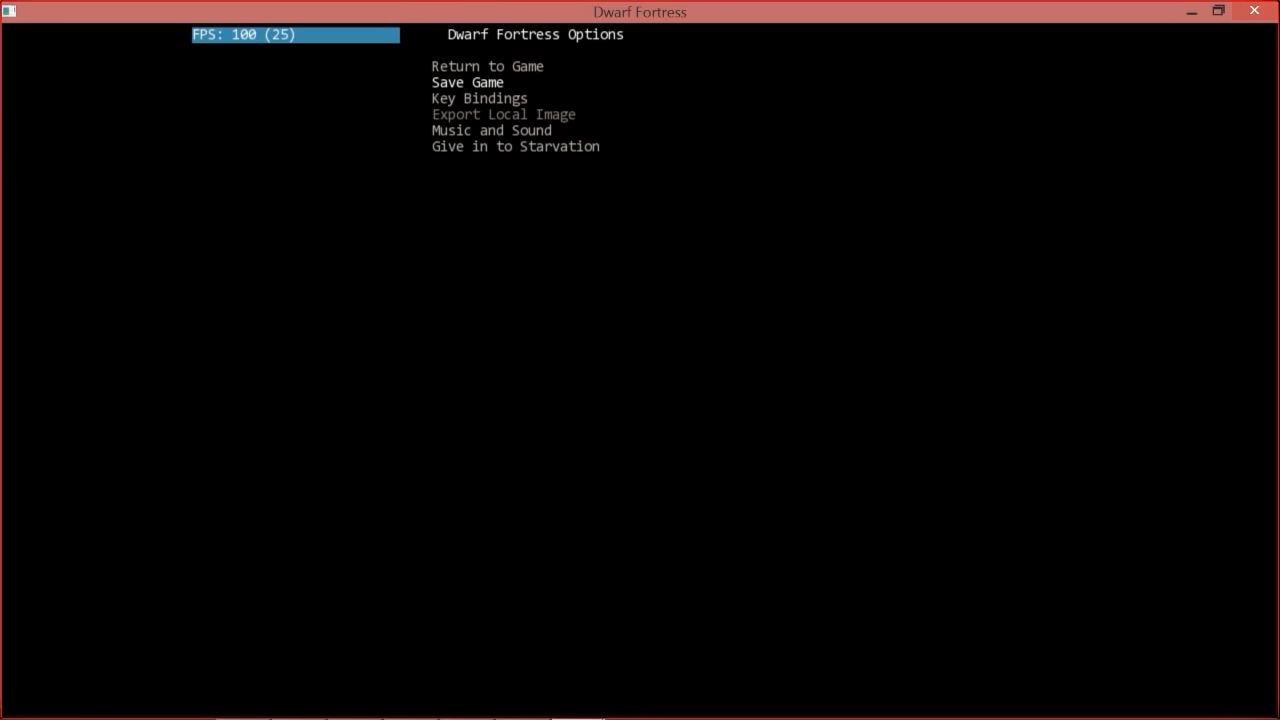 Dwarf Fortress
FPS: 100 (25)
Dwarf Fortress Options
Return to Game
Save Game
Key Bindings
Export Local Image
Music and Sound
Give in to Starvation